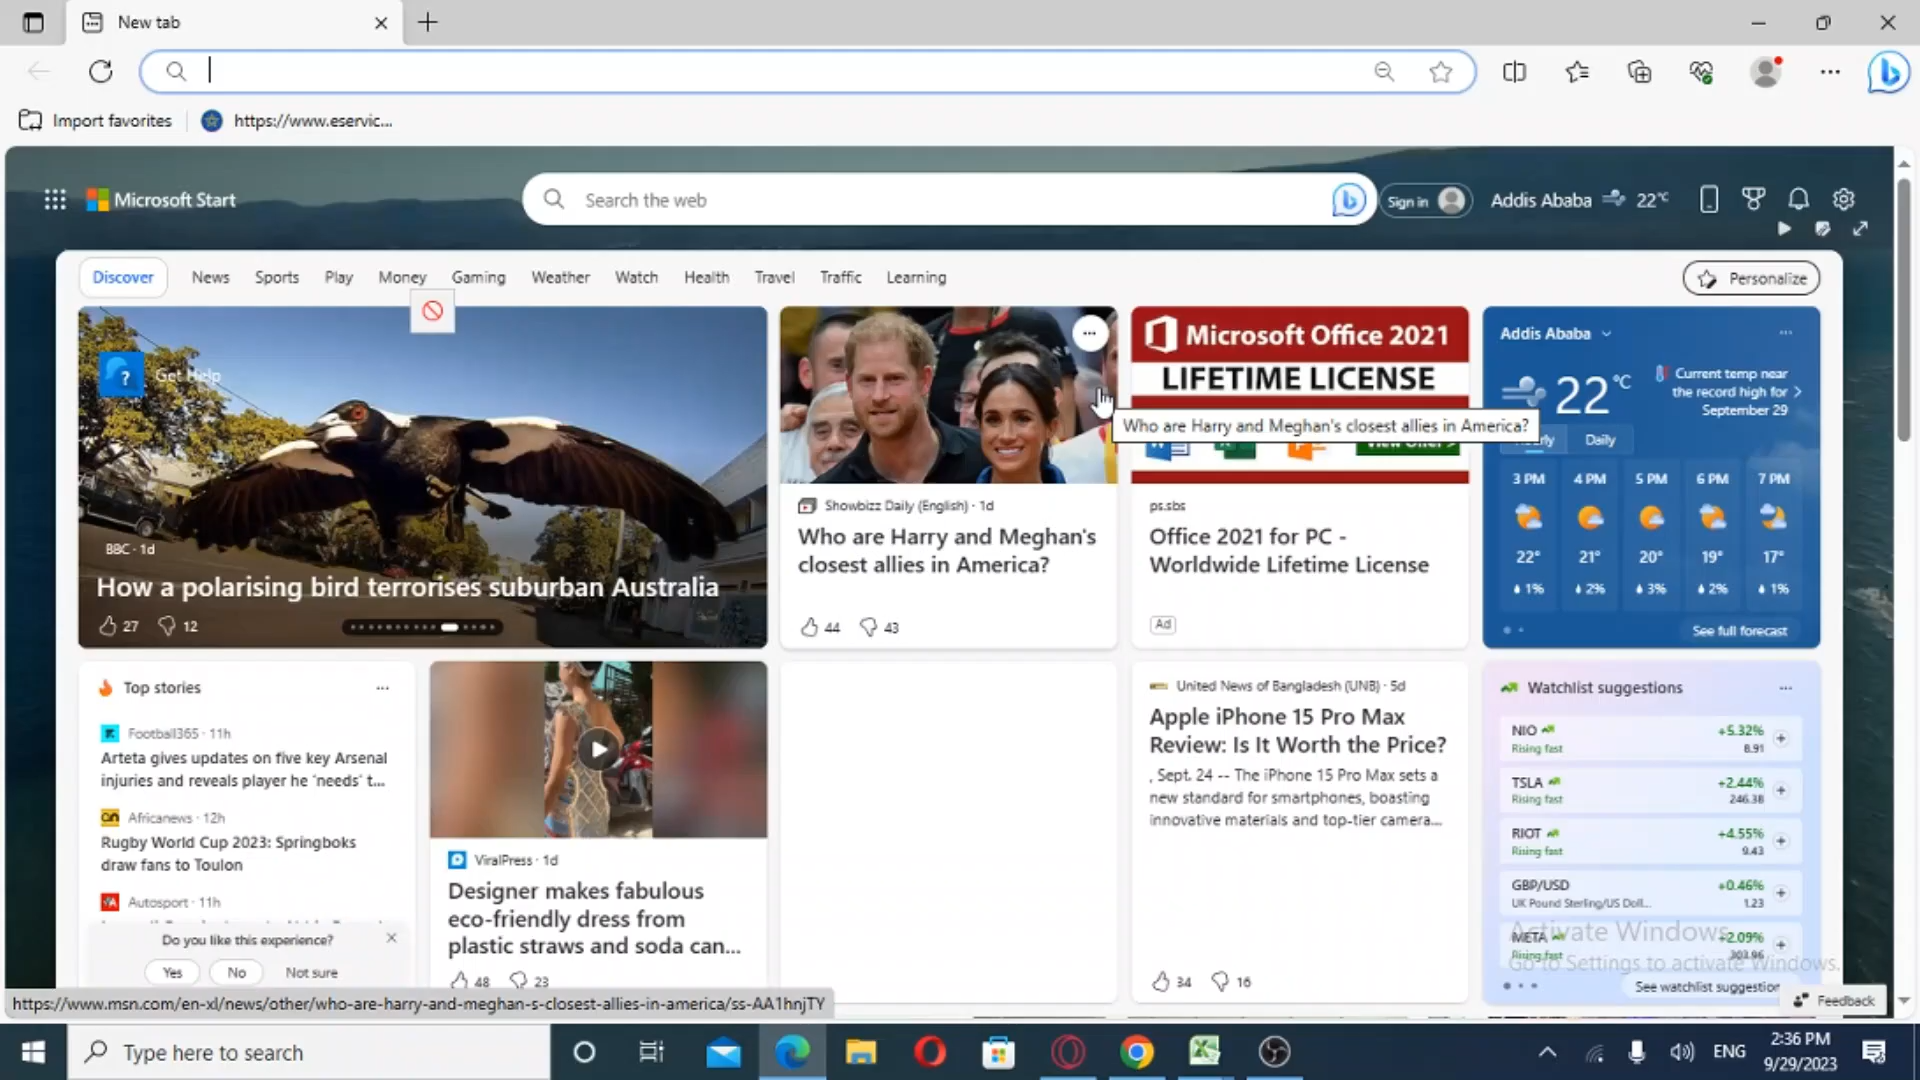 New tab
Import favorites
https://www.eservic...
Microsoft Start
Search the web
Sign in
Addis Ababa
22°C
Discover
News
Sports
Play
Money
Gaming
Weather
Watch
Health
Travel
Traffic
Learning
Personalize
Get Help
BBC · 1d
How a polarising bird terrorises suburban Australia
27
12
Showbizz Daily (English) · 1d
Who are Harry and Meghan's
closest allies in America?
44
43
Who are Harry and Meghan's closest allies in America?
Microsoft Office 2021
LIFETIME LICENSE
View Offer >
ps.sbs
Office 2021 for PC -
Worldwide Lifetime License
Ad
Addis Ababa
22
°C
Current temp near
the record high for
September 29
Daily
3 PM
4 PM
5 PM
6 PM
7 PM
22°
21°
20°
19°
17°
1%
2%
3%
2%
1%
See full forecast
Top stories
Football365 · 11h
Arteta gives updates on five key Arsenal
injuries and reveals player he 'needs' t...
Africanews · 12h
Rugby World Cup 2023: Springboks
draw fans to Toulon
Autosport · 11h
Do you like this experience?
Yes
No
Not sure
ViralPress · 1d
Designer makes fabulous
eco-friendly dress from
plastic straws and soda can...
48
23
United News of Bangladesh (UNB) · 5d
Apple iPhone 15 Pro Max
Review: Is It Worth the Price?
, Sept. 24 -- The iPhone 15 Pro Max sets a
new standard for smartphones, boasting
innovative materials and top-tier camera...
34
16
Watchlist suggestions
NIO
+5.32%
Rising fast
8.91
TSLA
+2.44%
Rising fast
246.38
RIOT
+4.55%
Rising fast
9.43
GBP/USD
+0.46%
UK Pound Sterling/US Doll...
1.23
META
+2.09%
Rising fast
303.96
See watchlist suggestion
Activate Windows
Go to Settings to activate Windows.
Feedback
https://www.msn.com/en-xl/news/other/who-are-harry-and-meghan-s-closest-allies-in-america/ss-AA1hnjTY
Type here to search
ENG
2:36 PM
9/29/2023